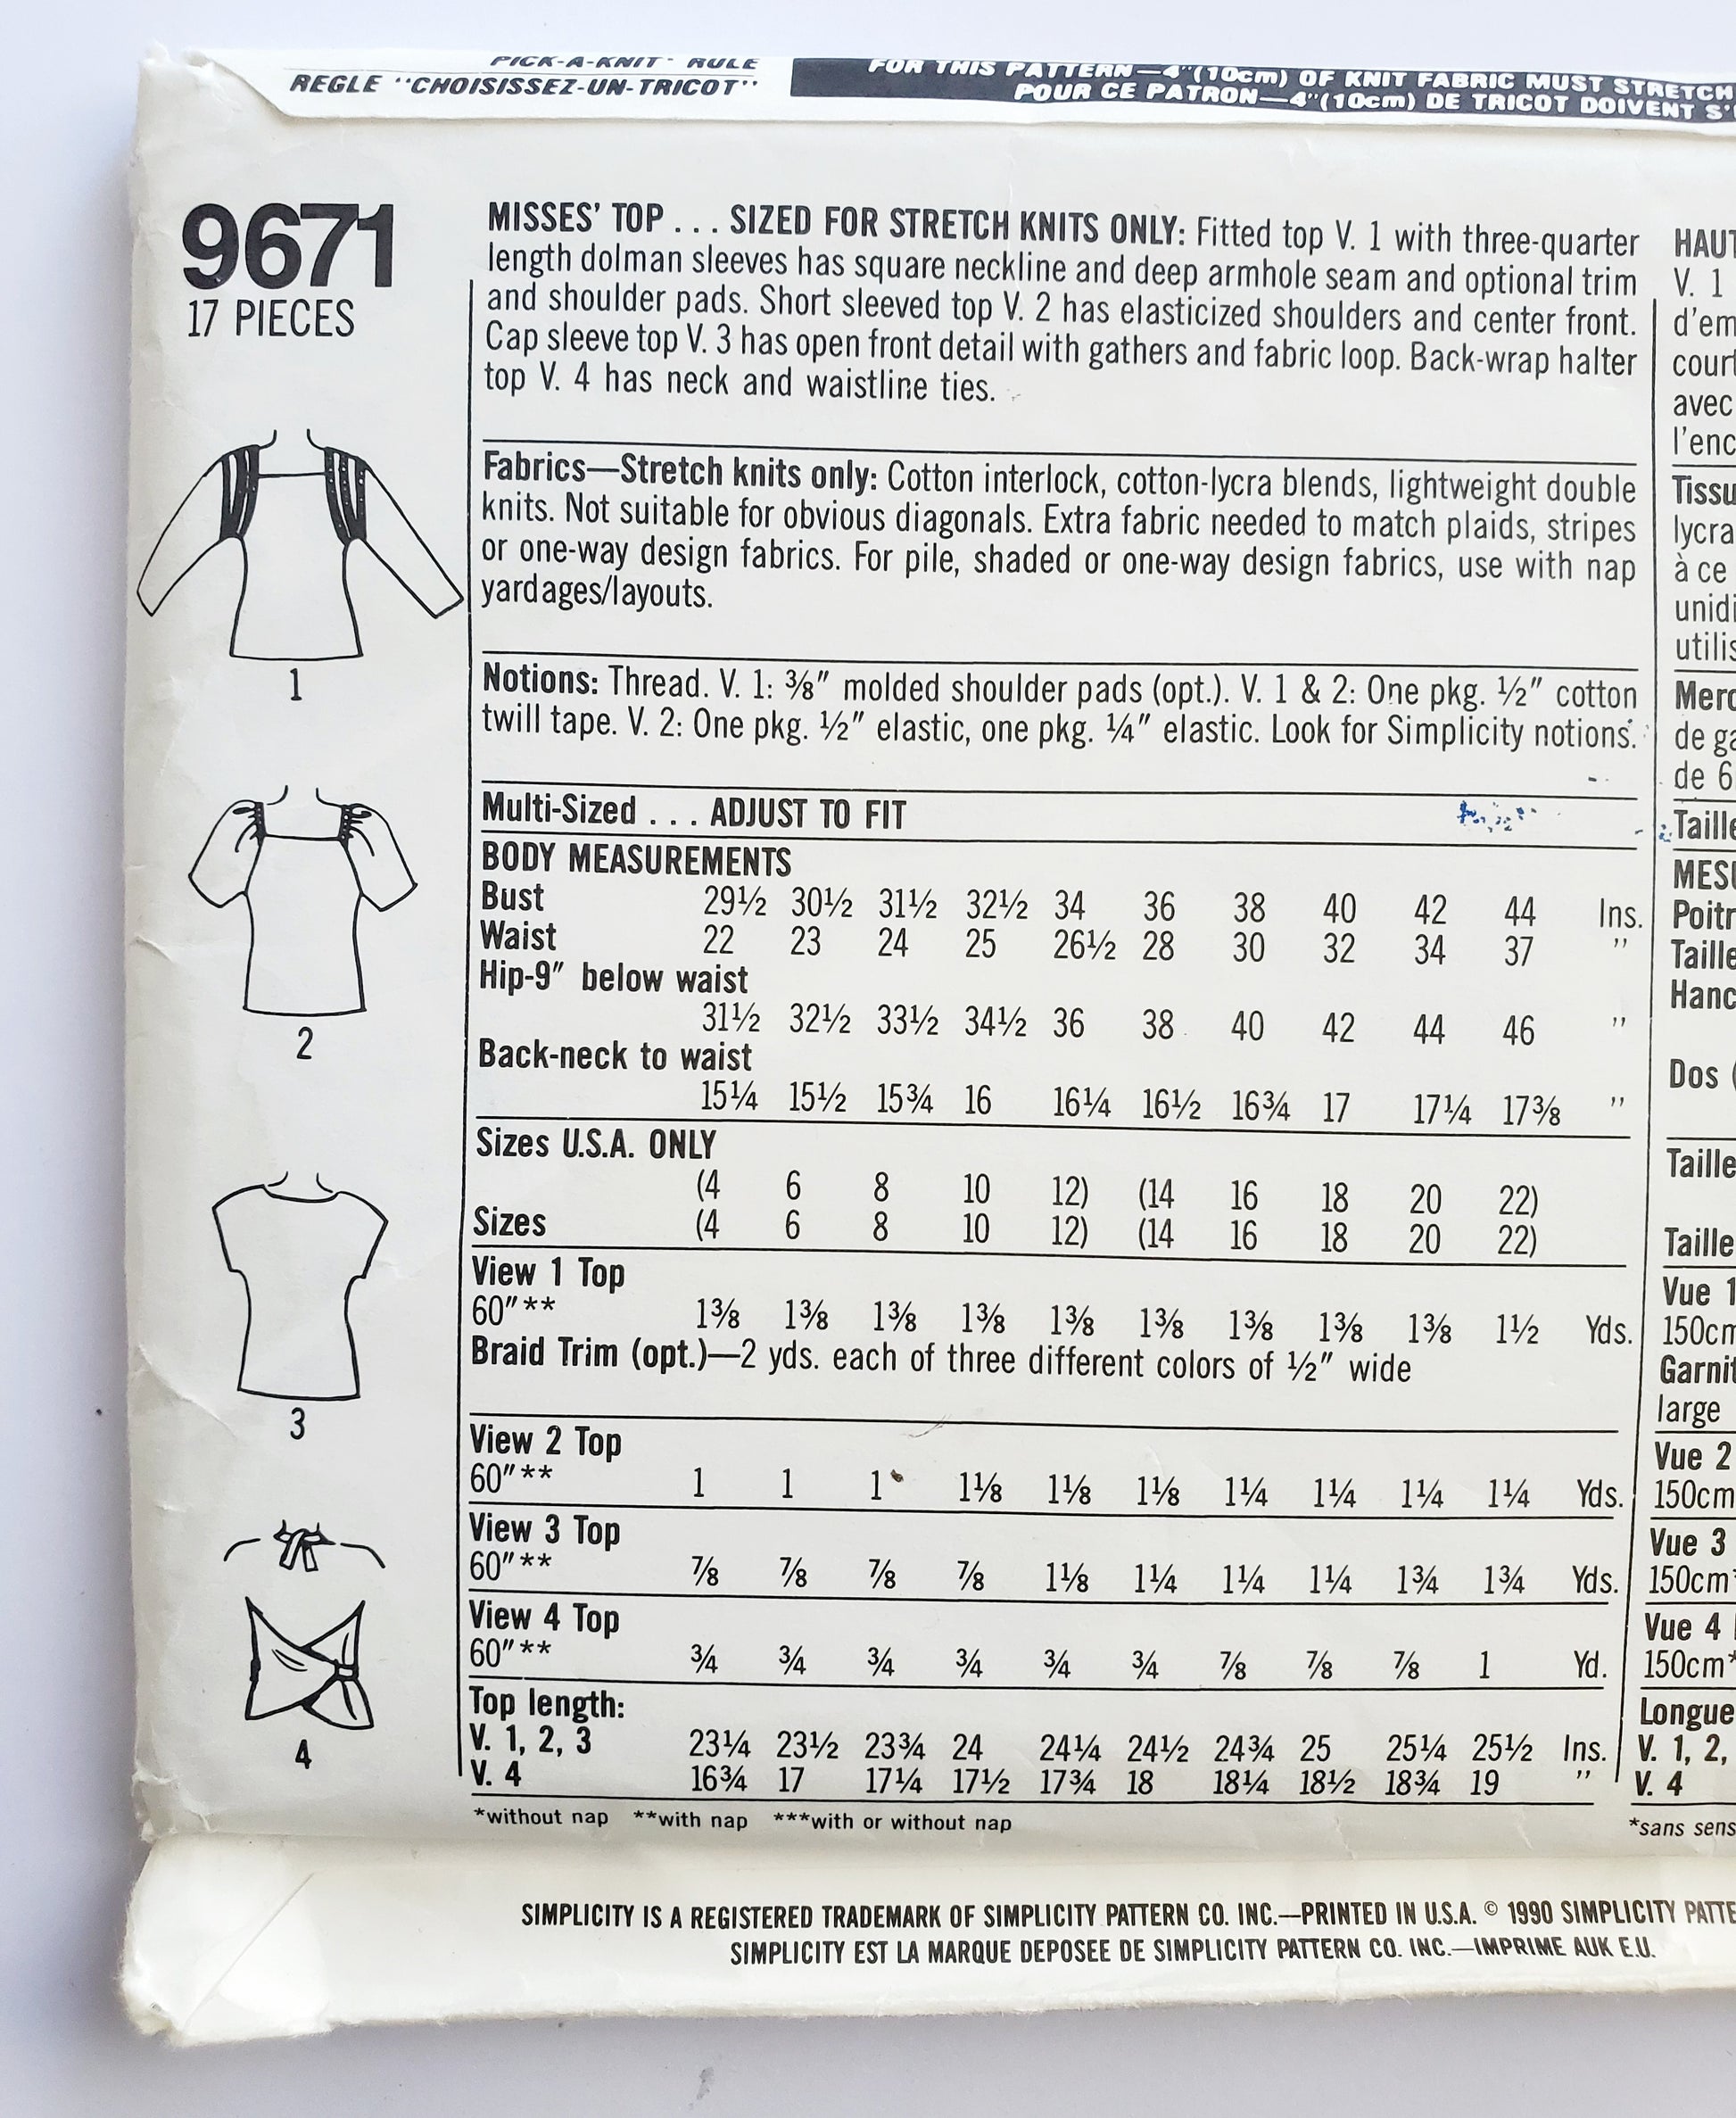 PICK-A-KNIT® RULE
REGLE "CHOISISSEZ-UN-TRICOT"
FOR THIS PATTERN—4"(10cm) OF KNIT FABRIC MUST STRETCH
POUR CE PATRON—4"(10cm) DE TRICOT DOIVENT S'
9671
17 PIECES
1
2
3
4
MISSES' TOP . . . SIZED FOR STRETCH KNITS ONLY: Fitted top V. 1 with three-quarter
length dolman sleeves has square neckline and deep armhole seam and optional trim
and shoulder pads. Short sleeved top V. 2 has elasticized shoulders and center front.
Cap sleeve top V. 3 has open front detail with gathers and fabric loop. Back-wrap halter
top V. 4 has neck and waistline ties.
Fabrics—Stretch knits only: Cotton interlock, cotton-lycra blends, lightweight double
knits. Not suitable for obvious diagonals. Extra fabric needed to match plaids, stripes
or one-way design fabrics. For pile, shaded or one-way design fabrics, use with nap
yardages/layouts.
Notions: Thread. V. 1: ⅜" molded shoulder pads (opt.). V. 1 & 2: One pkg. ½" cotton
twill tape. V. 2: One pkg. ½" elastic, one pkg. ¼" elastic. Look for Simplicity notions.
Multi-Sized . . . ADJUST TO FIT
BODY MEASUREMENTS
Bust 29½ 30½ 31½ 32½ 34 36 38 40 42 44 Ins.
Waist 22 23 24 25 26½ 28 30 32 34 37 "
Hip-9" below waist
31½ 32½ 33½ 34½ 36 38 40 42 44 46 "
Back-neck to waist
15¼ 15½ 15¾ 16 16¼ 16½ 16¾ 17 17¼ 17⅜ "
Sizes U.S.A. ONLY
(4 6 8 10 12) (14 16 18 20 22)
Sizes (4 6 8 10 12) (14 16 18 20 22)
View 1 Top
60"** 1⅜ 1⅜ 1⅜ 1⅜ 1⅜ 1⅜ 1⅜ 1⅜ 1⅜ 1½ Yds.
Braid Trim (opt.)—2 yds. each of three different colors of ½" wide
View 2 Top
60"** 1 1 1 1⅛ 1⅛ 1⅛ 1¼ 1¼ 1¼ 1¼ Yds.
View 3 Top
60"** ⅞ ⅞ ⅞ ⅞ 1⅛ 1¼ 1¼ 1¼ 1¾ 1¾ Yds.
View 4 Top
60"** ¾ ¾ ¾ ¾ ¾ ¾ ⅞ ⅞ ⅞ 1 Yd.
Top length:
V. 1, 2, 3 23¼ 23½ 23¾ 24 24¼ 24½ 24¾ 25 25¼ 25½ Ins.
V. 4 16¾ 17 17¼ 17½ 17¾ 18 18¼ 18½ 18¾ 19 "
*without nap **with nap ***with or without nap
HAUT
V. 1
d'em
court
avec
l'enc
Tissu
lycra
à ce
unidi
utilis
Merc
de ga
de 6
Taille
MESU
Poitr
Taille
Hanc
Dos (
Taille
Taille
Vue 1
150cm
Garnit
large
Vue 2
150cm
Vue 3
150cm*
Vue 4
150cm*
Longue
V. 1, 2,
V. 4
*sans sens
SIMPLICITY IS A REGISTERED TRADEMARK OF SIMPLICITY PATTERN CO. INC.—PRINTED IN U.S.A. © 1990 SIMPLICITY PATTE
SIMPLICITY EST LA MARQUE DEPOSEE DE SIMPLICITY PATTERN CO. INC.—IMPRIME AUK E.U.